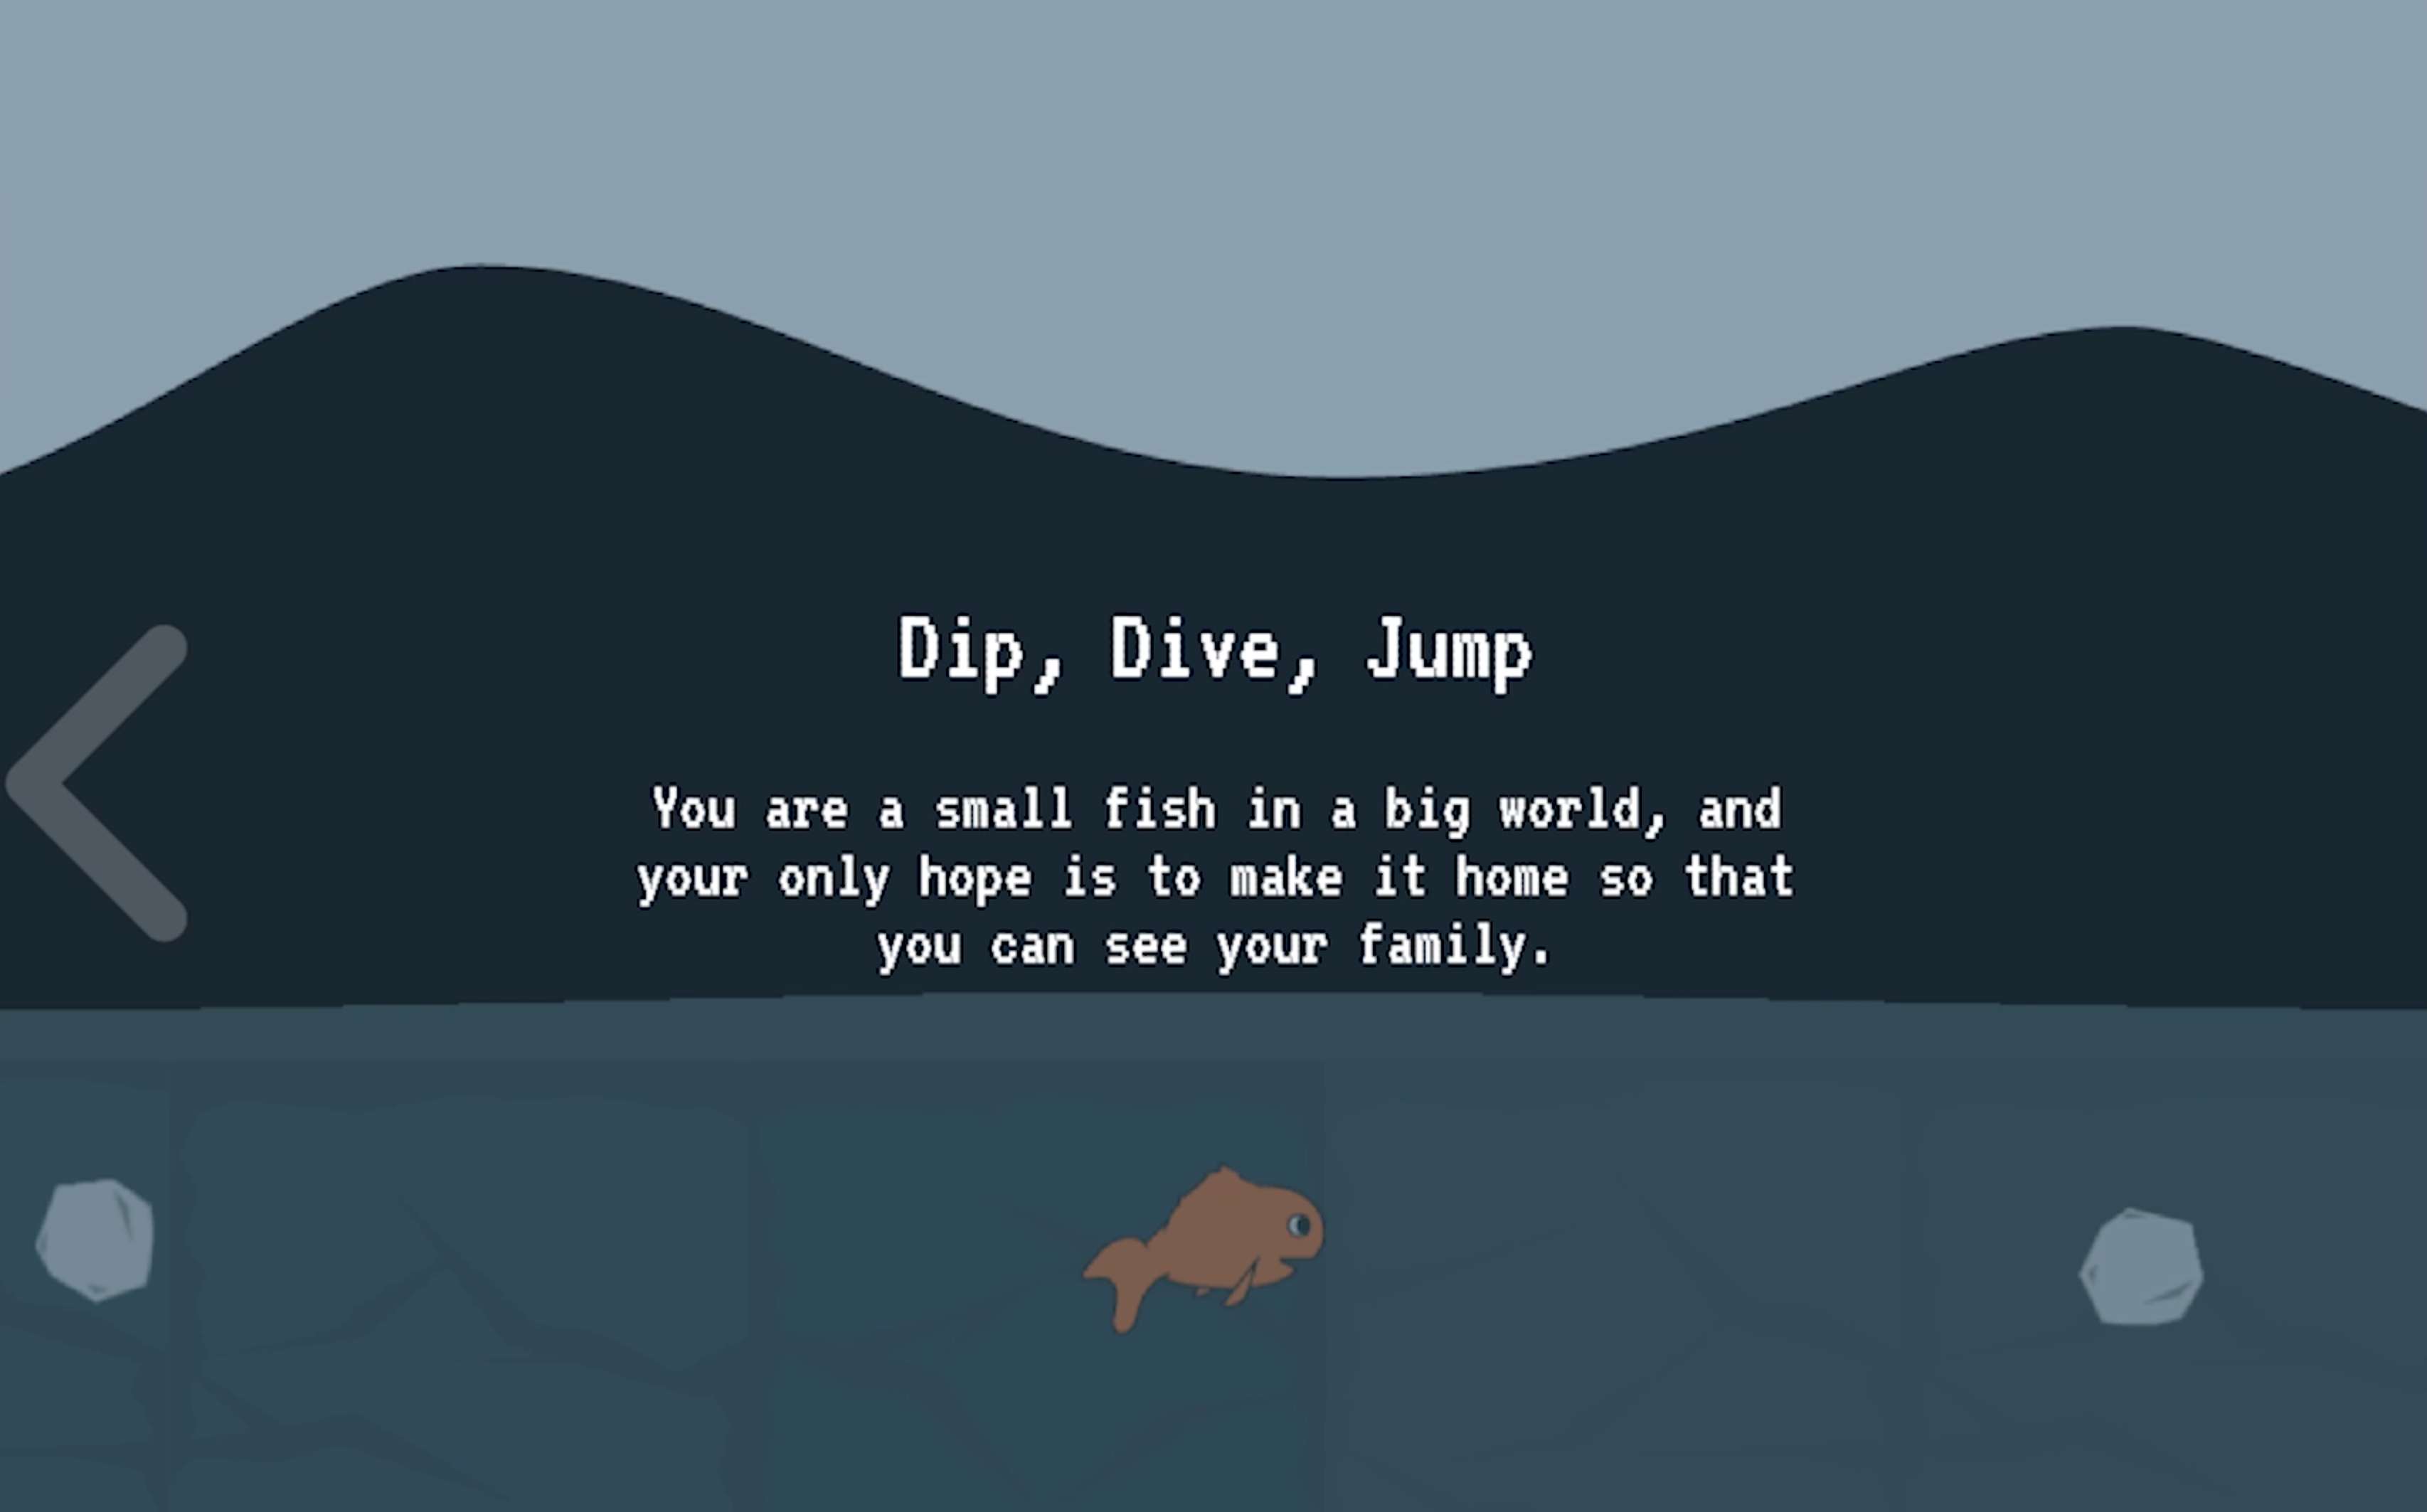 Dip, Dive, Jump
You are a small fish in a big world, and
your only hope is to make it home so that
you can see your family.